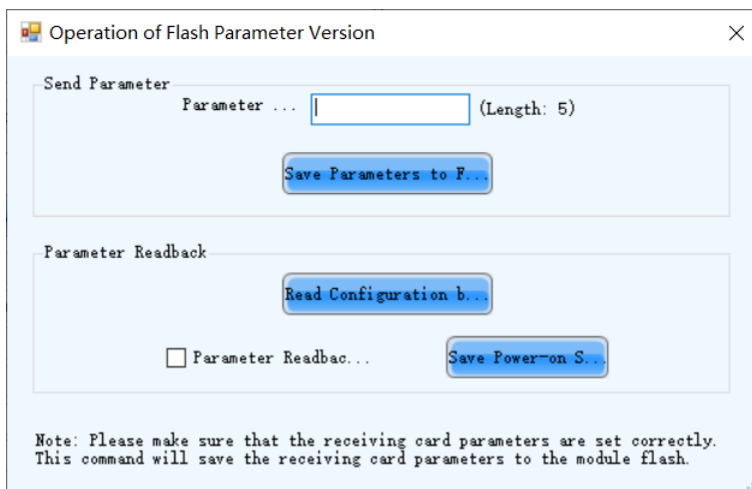 Operation of Flash Parameter Version
Send Parameter
Parameter ... (Length: 5)
Save Parameters to F...
Parameter Readback
Read Configuration b...
Parameter Readbac... Save Power-on S...
Note: Please make sure that the receiving card parameters are set correctly.
This command will save the receiving card parameters to the module flash.